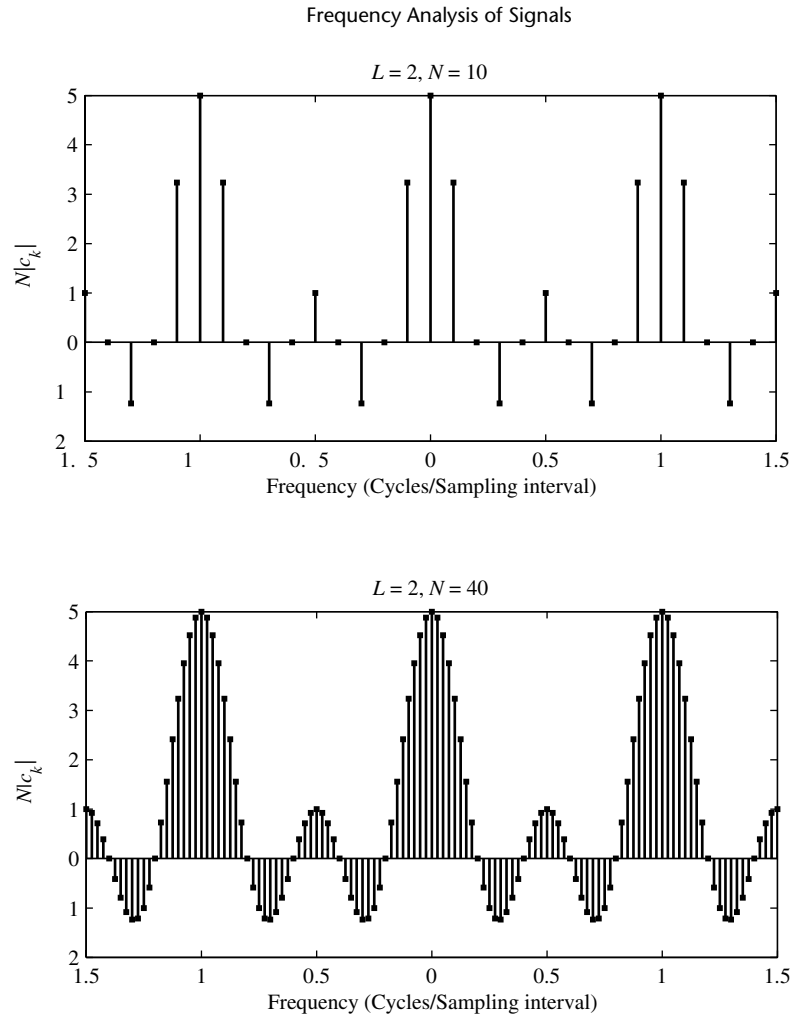 Frequency Analysis of Signals
L = 2, N = 10
5
4
3
2
1
0
1
2
N|c_k|
1. 5 1 0. 5 0 0.5 1 1.5
Frequency (Cycles/Sampling interval)
L = 2, N = 40
5
4
3
2
1
0
1
2
N|c_k|
1.5 1 0.5 0 0.5 1 1.5
Frequency (Cycles/Sampling interval)